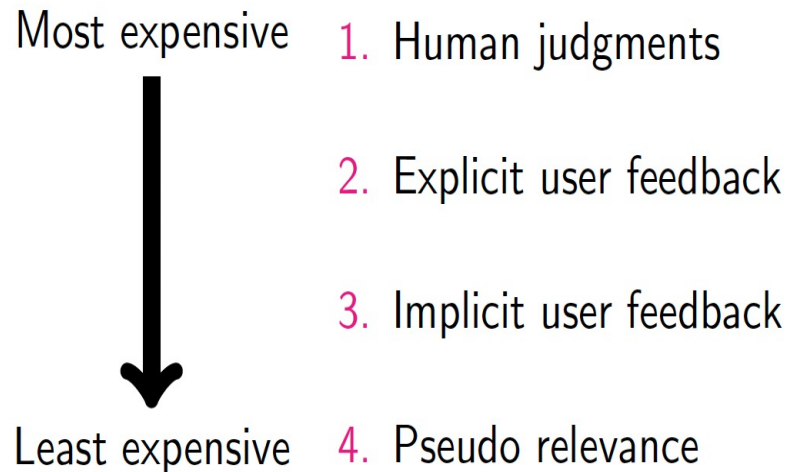 Most expensive
1. Human judgments
2. Explicit user feedback
3. Implicit user feedback
Least expensive
4. Pseudo relevance